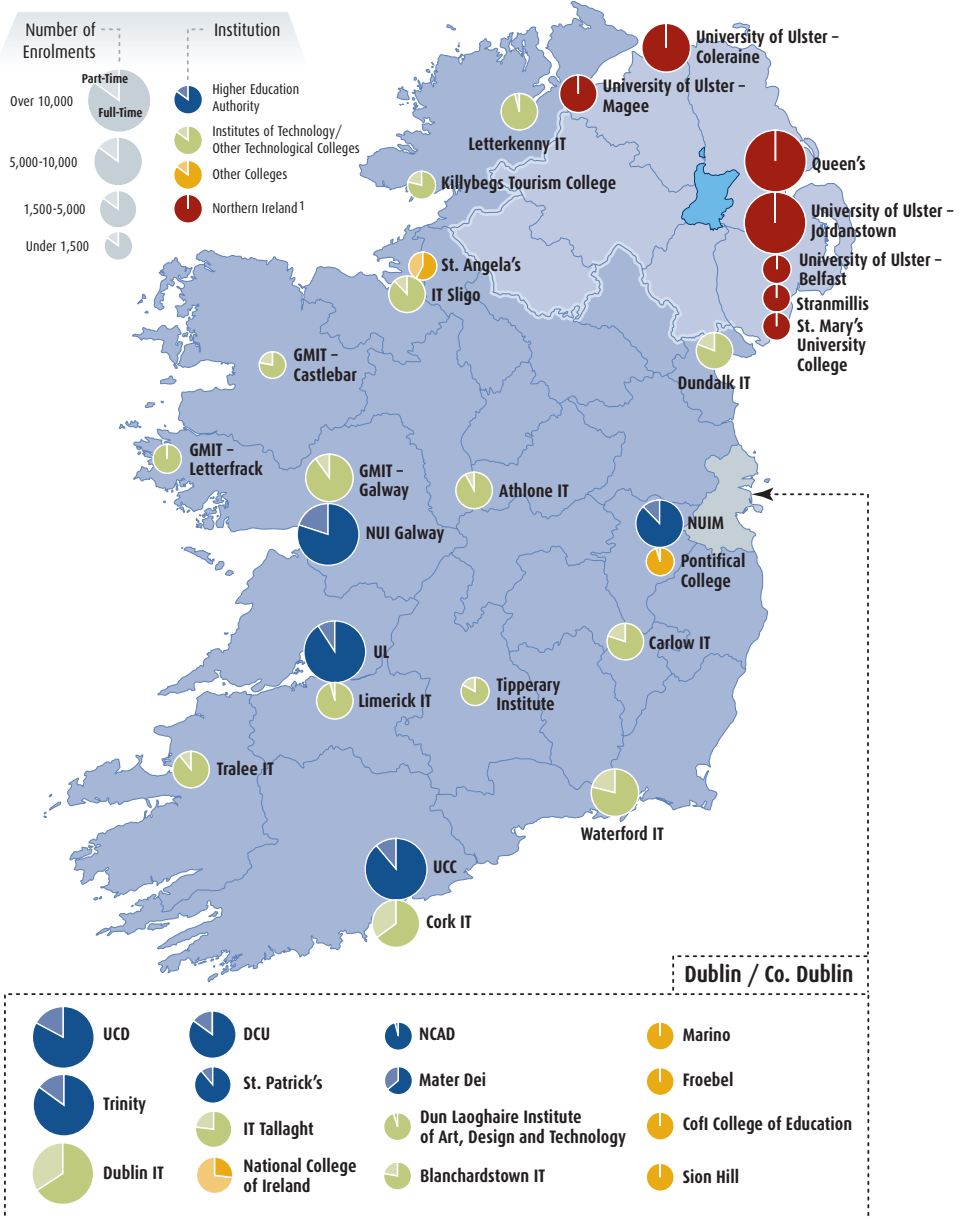 Number of
Enrolments
Institution
Part-Time
Full-Time
Over 10,000
5,000-10,000
1,500-5,000
Under 1,500
Higher Education
Authority
Institutes of Technology/
Other Technological Colleges
Other Colleges
Northern Ireland 1
University of Ulster –
Coleraine
University of Ulster –
Magee
Letterkenny IT
Queen's
Killybegs Tourism College
University of Ulster –
Jordanstown
University of Ulster –
Belfast
St. Angela's
IT Sligo
Stranmillis
St. Mary's
University
College
GMIT –
Castlebar
Dundalk IT
GMIT –
Letterfrack
GMIT –
Galway
Athlone IT
NUI Galway
NUIM
Pontifical
College
Carlow IT
UL
Limerick IT
Tipperary
Institute
Tralee IT
Waterford IT
UCC
Cork IT
Dublin / Co. Dublin
UCD
DCU
NCAD
Marino
Trinity
St. Patrick's
Mater Dei
Froebel
IT Tallaght
Dun Laoghaire Institute
of Art, Design and Technology
CofI College of Education
Dublin IT
National College
of Ireland
Blanchardstown IT
Sion Hill